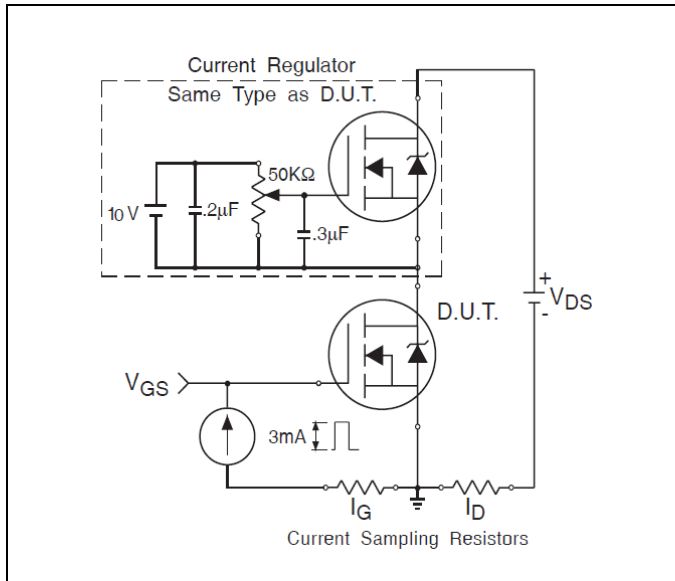 Current Regulator
Same Type as D.U.T.
50KΩ
10 V
.2μF
.3μF
+
VDS
-
D.U.T.
VGS
3mA
IG
ID
Current Sampling Resistors